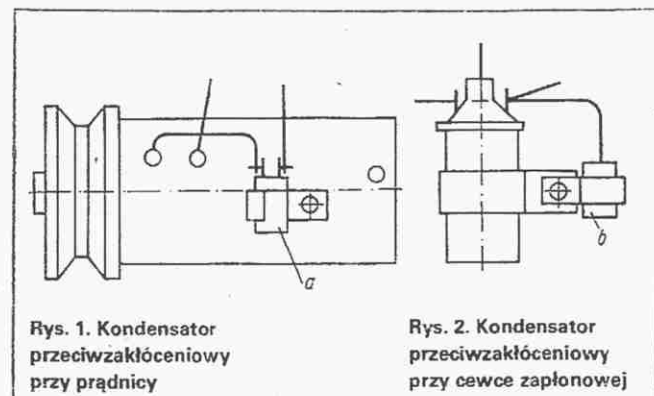 a
b
Rys. 1. Kondensator
przeciwzakłóceniowy
przy prądnicy
Rys. 2. Kondensator
przeciwzakłóceniowy
przy cewce zapłonowej